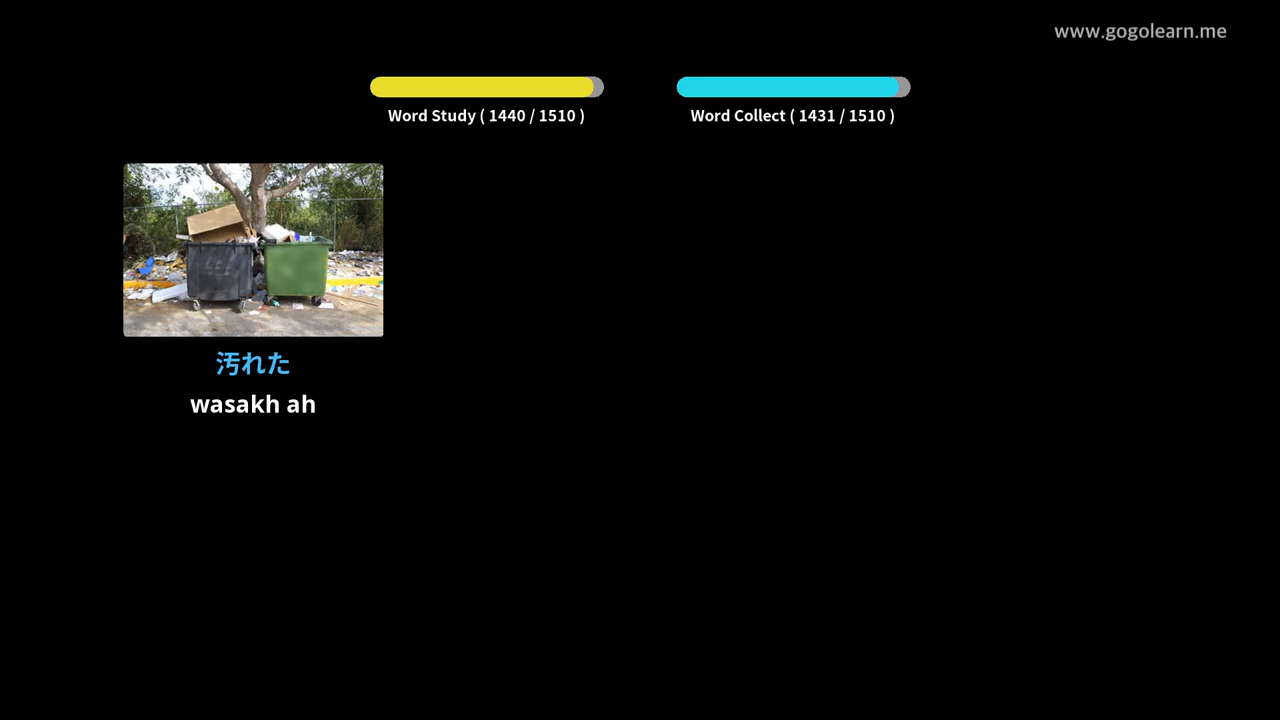 www.gogolearn.me
Word Study ( 1440 / 1510 )
Word Collect ( 1431 / 1510 )
汚れた
wasakh ah